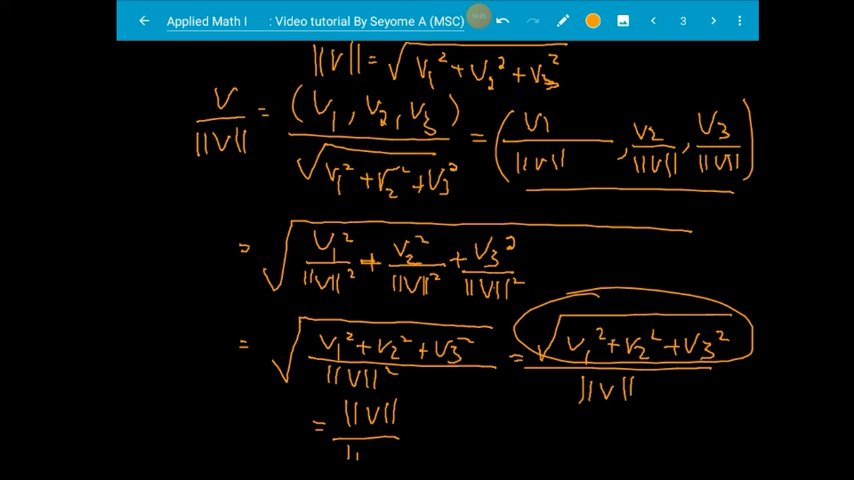 Applied Math I : Video tutorial By Seyome A (MSC) 3
||V|| = √(V₁² + V₂² + V₃²)
V/||V|| = (V₁, V₂, V₃)/√(V₁² + V₂² + V₃²) = (V₁/||V||, V₂/||V||, V₃/||V||)
= √(V₁²/||V||² + V₂²/||V||² + V₃²/||V||²)
= √((V₁² + V₂² + V₃²)/||V||²) = √(V₁² + V₂² + V₃²)/||V||
= ||V||/||